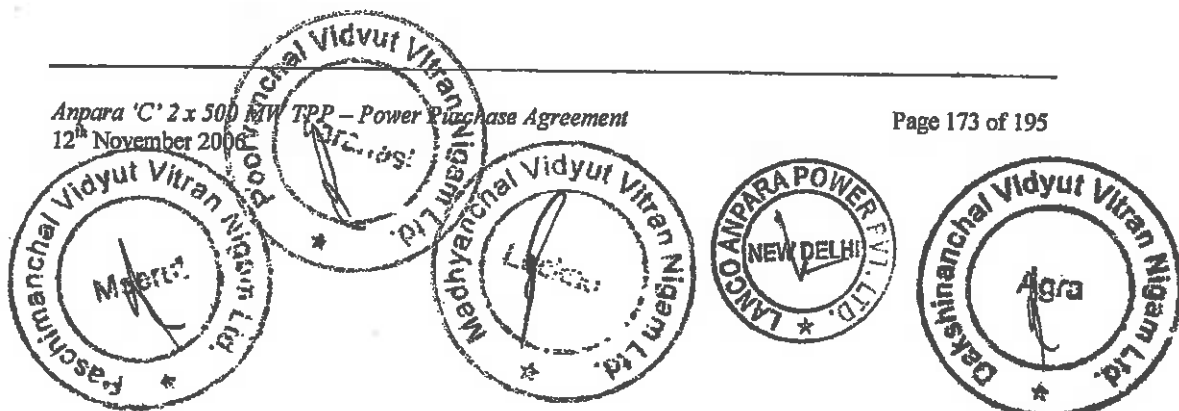 Anpara 'C' 2 x 500 MW TPP – Power Purchase Agreement
12th November 2006
Page 173 of 195
Poorvanchal Vidyut Vitran Nigam Ltd.
Paschimanchal Vidyut Vitran Nigam Ltd.
Meerut
Madhyanchal Vidyut Vitran Nigam Ltd.
LANCO ANPARA POWER PVT. LTD.
NEW DELHI
Dakshinanchal Vidyut Vitran Nigam Ltd.
Agra